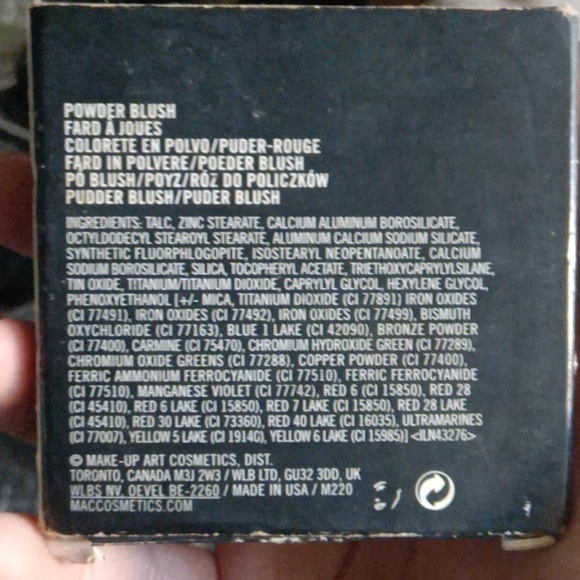 POWDER BLUSH
FARD À JOUES
COLORETE EN POLVO/PUDER-ROUGE
FARD IN POLVERE/POEDER BLUSH
PÓ BLUSH/ΡΟΥΖ/RÓŻ DO POLICZKÓW
PUDDER BLUSH/PUDER BLUSH
INGREDIENTS: TALC, ZINC STEARATE, CALCIUM ALUMINUM BOROSILICATE,
OCTYLDODECYL STEAROYL STEARATE, ALUMINUM CALCIUM SODIUM SILICATE,
SYNTHETIC FLUORPHLOGOPITE, ISOSTEARYL NEOPENTANOATE, CALCIUM
SODIUM BOROSILICATE, SILICA, TOCOPHERYL ACETATE, TRIETHOXYCAPRYLYLSILANE,
TIN OXIDE, TITANIUM/TITANIUM DIOXIDE, CAPRYLYL GLYCOL, HEXYLENE GLYCOL,
PHENOXYETHANOL [+/- MICA, TITANIUM DIOXIDE (CI 77891) IRON OXIDES
(CI 77491), IRON OXIDES (CI 77492), IRON OXIDES (CI 77499), BISMUTH
OXYCHLORIDE (CI 77163), BLUE 1 LAKE (CI 42090), BRONZE POWDER
(CI 77400), CARMINE (CI 75470), CHROMIUM HYDROXIDE GREEN (CI 77289),
CHROMIUM OXIDE GREENS (CI 77288), COPPER POWDER (CI 77400),
FERRIC AMMONIUM FERROCYANIDE (CI 77510), FERRIC FERROCYANIDE
(CI 77510), MANGANESE VIOLET (CI 77742), RED 6 (CI 15850), RED 28
(CI 45410), RED 6 LAKE (CI 15850), RED 7 LAKE (CI 15850), RED 28 LAKE
(CI 45410), RED 30 LAKE (CI 73360), RED 40 LAKE (CI 16035), ULTRAMARINES
(CI 77007), YELLOW 5 LAKE (CI 19140), YELLOW 6 LAKE (CI 15985)] <ILN43276>
© MAKE-UP ART COSMETICS, DIST.
TORONTO, CANADA M3J 2W3 / WLB LTD, GU32 3DD, UK
WLBS NV, OEVEL BE-2260 / MADE IN USA / M220
MACCOSMETICS.COM